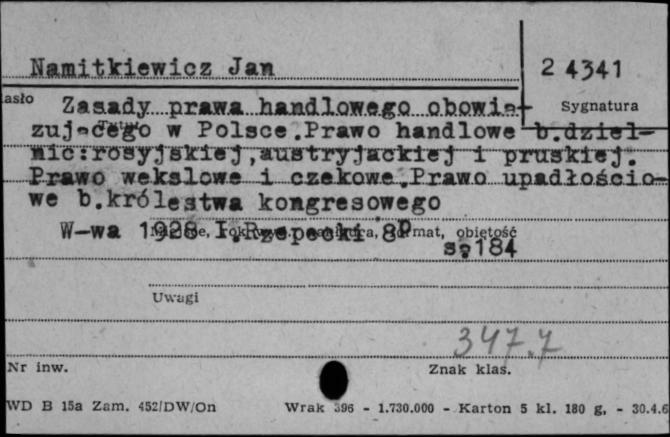 Namitkiewicz Jan
2 4341
asło
Sygnatura
Zasady prawa handlowego obowią-
zującego w Polsce.Prawo handlowe b.dziel-
nic:rosyjskiej,austryjackiej i pruskiej.
Prawo wekslowe i czekowe.Prawo upadłościo-
we b.królestwa kongresowego
W-wa 1928 I.Rzepecki 8°
objętość
s.184
Uwagi
347.7
Nr inw.
Znak klas.
WD B 15a Zam. 452/DW/On Wrak 396 - 1.730.000 - Karton 5 kl. 180 g. - 30.4.6